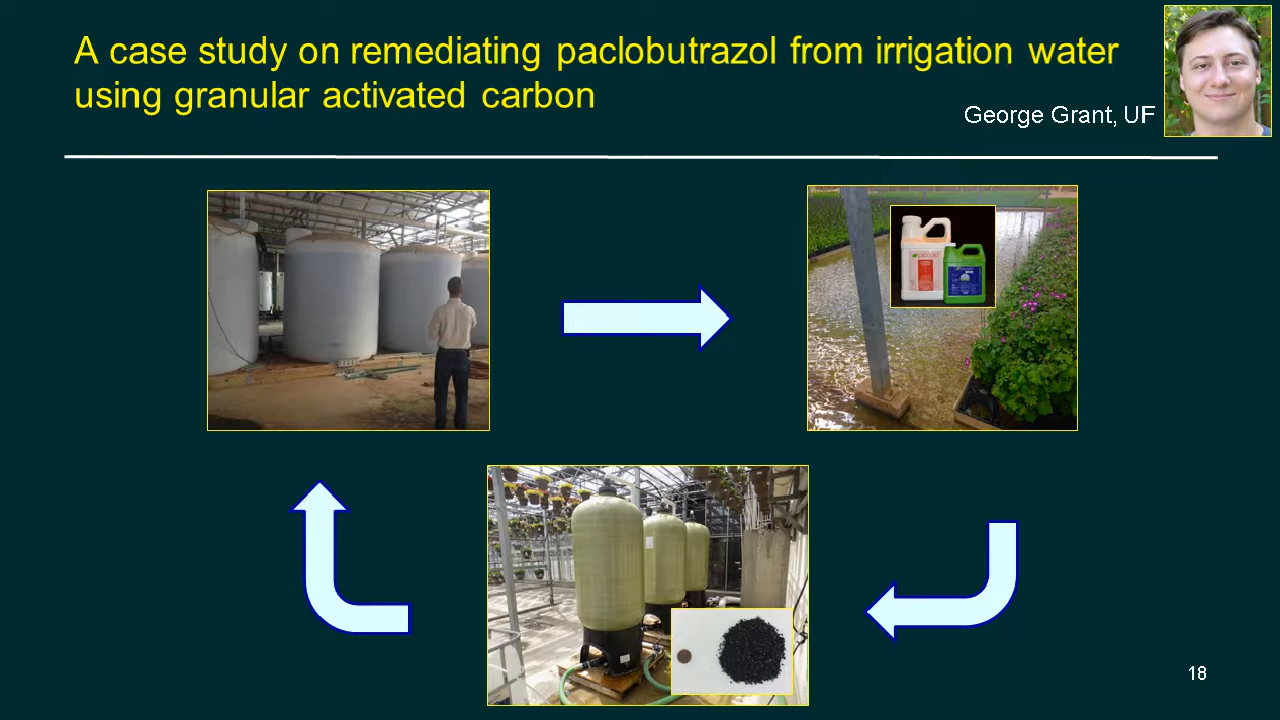 A case study on remediating paclobutrazol from irrigation water
using granular activated carbon
George Grant, UF
18